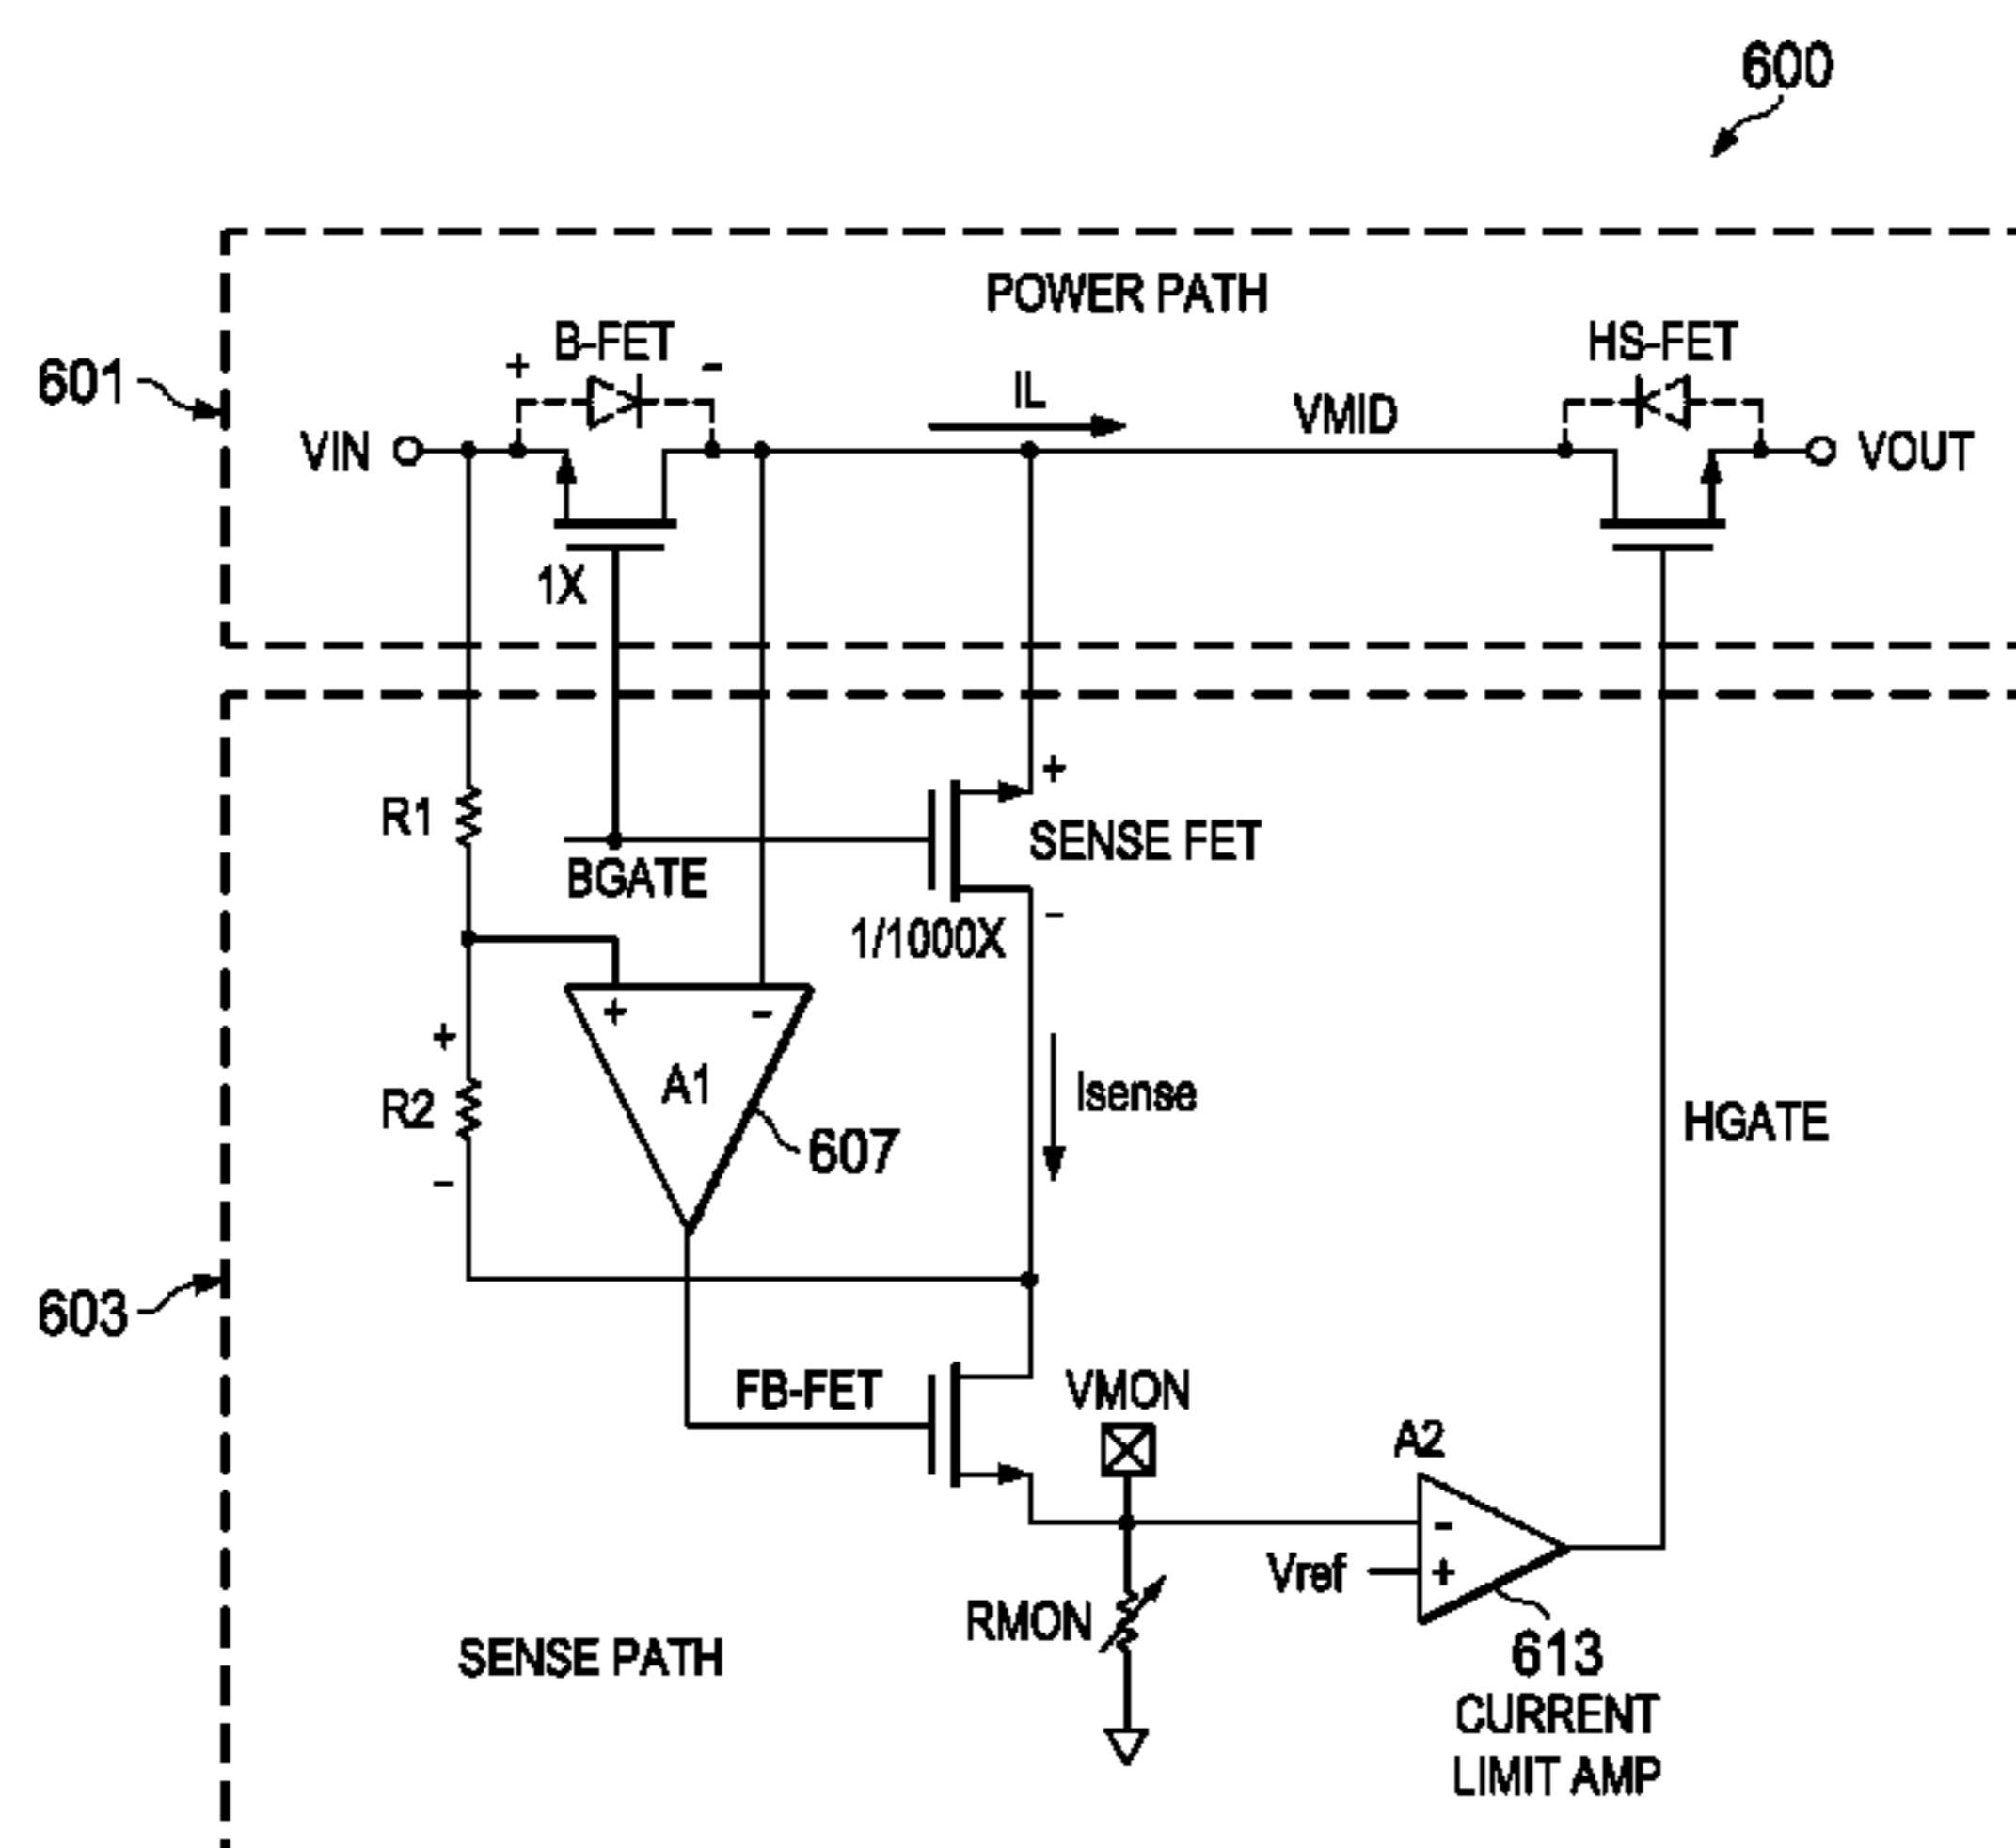 600
POWER PATH
B-FET
HS-FET
+
-
601
IL
VMID
VIN
VOUT
1X
+
R1
SENSE FET
BGATE
-
1/1000X
+
-
+
A1
R2
Isense
607
HGATE
-
603
FB-FET
VMON
A2
-
Vref
+
RMON
SENSE PATH
613
CURRENT
LIMIT AMP